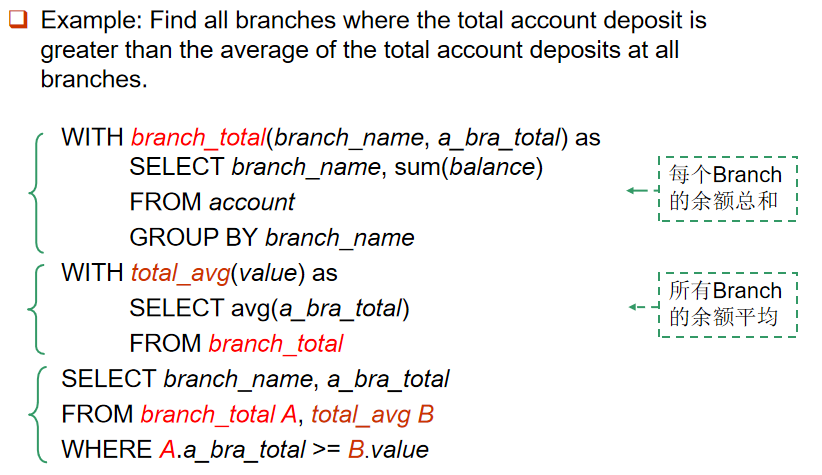 Example: Find all branches where the total account deposit is
greater than the average of the total account deposits at all
branches.
WITH branch_total(branch_name, a_bra_total) as
SELECT branch_name, sum(balance)
FROM account
GROUP BY branch_name
每个Branch
的余额总和
WITH total_avg(value) as
SELECT avg(a_bra_total)
FROM branch_total
所有Branch
的余额平均
SELECT branch_name, a_bra_total
FROM branch_total A, total_avg B
WHERE A.a_bra_total >= B.value